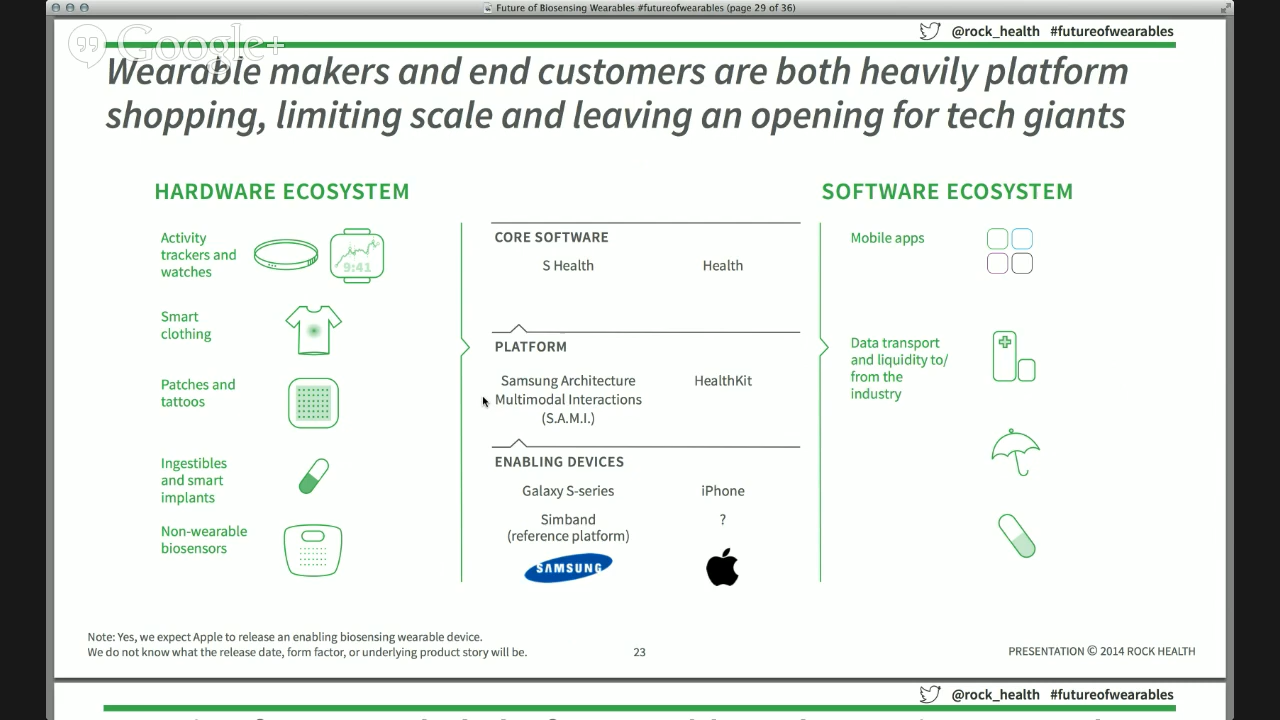 Future of Biosensing Wearables #futureofwearables (page 29 of 36)
Google+
@rock_health #futureofwearables
Wearable makers and end customers are both heavily platform
shopping, limiting scale and leaving an opening for tech giants
HARDWARE ECOSYSTEM
Activity
trackers and
watches
9:41
Smart
clothing
Patches and
tattoos
Ingestibles
and smart
implants
Non-wearable
biosensors
CORE SOFTWARE
S Health Health
PLATFORM
Samsung Architecture HealthKit
Multimodal Interactions
(S.A.M.I.)
ENABLING DEVICES
Galaxy S-series iPhone
Simband ?
(reference platform)
SAMSUNG
SOFTWARE ECOSYSTEM
Mobile apps
Data transport
and liquidity to/
from the
industry
Note: Yes, we expect Apple to release an enabling biosensing wearable device.
We do not know what the release date, form factor, or underlying product story will be.
23
PRESENTATION © 2014 ROCK HEALTH
@rock_health #futureofwearables